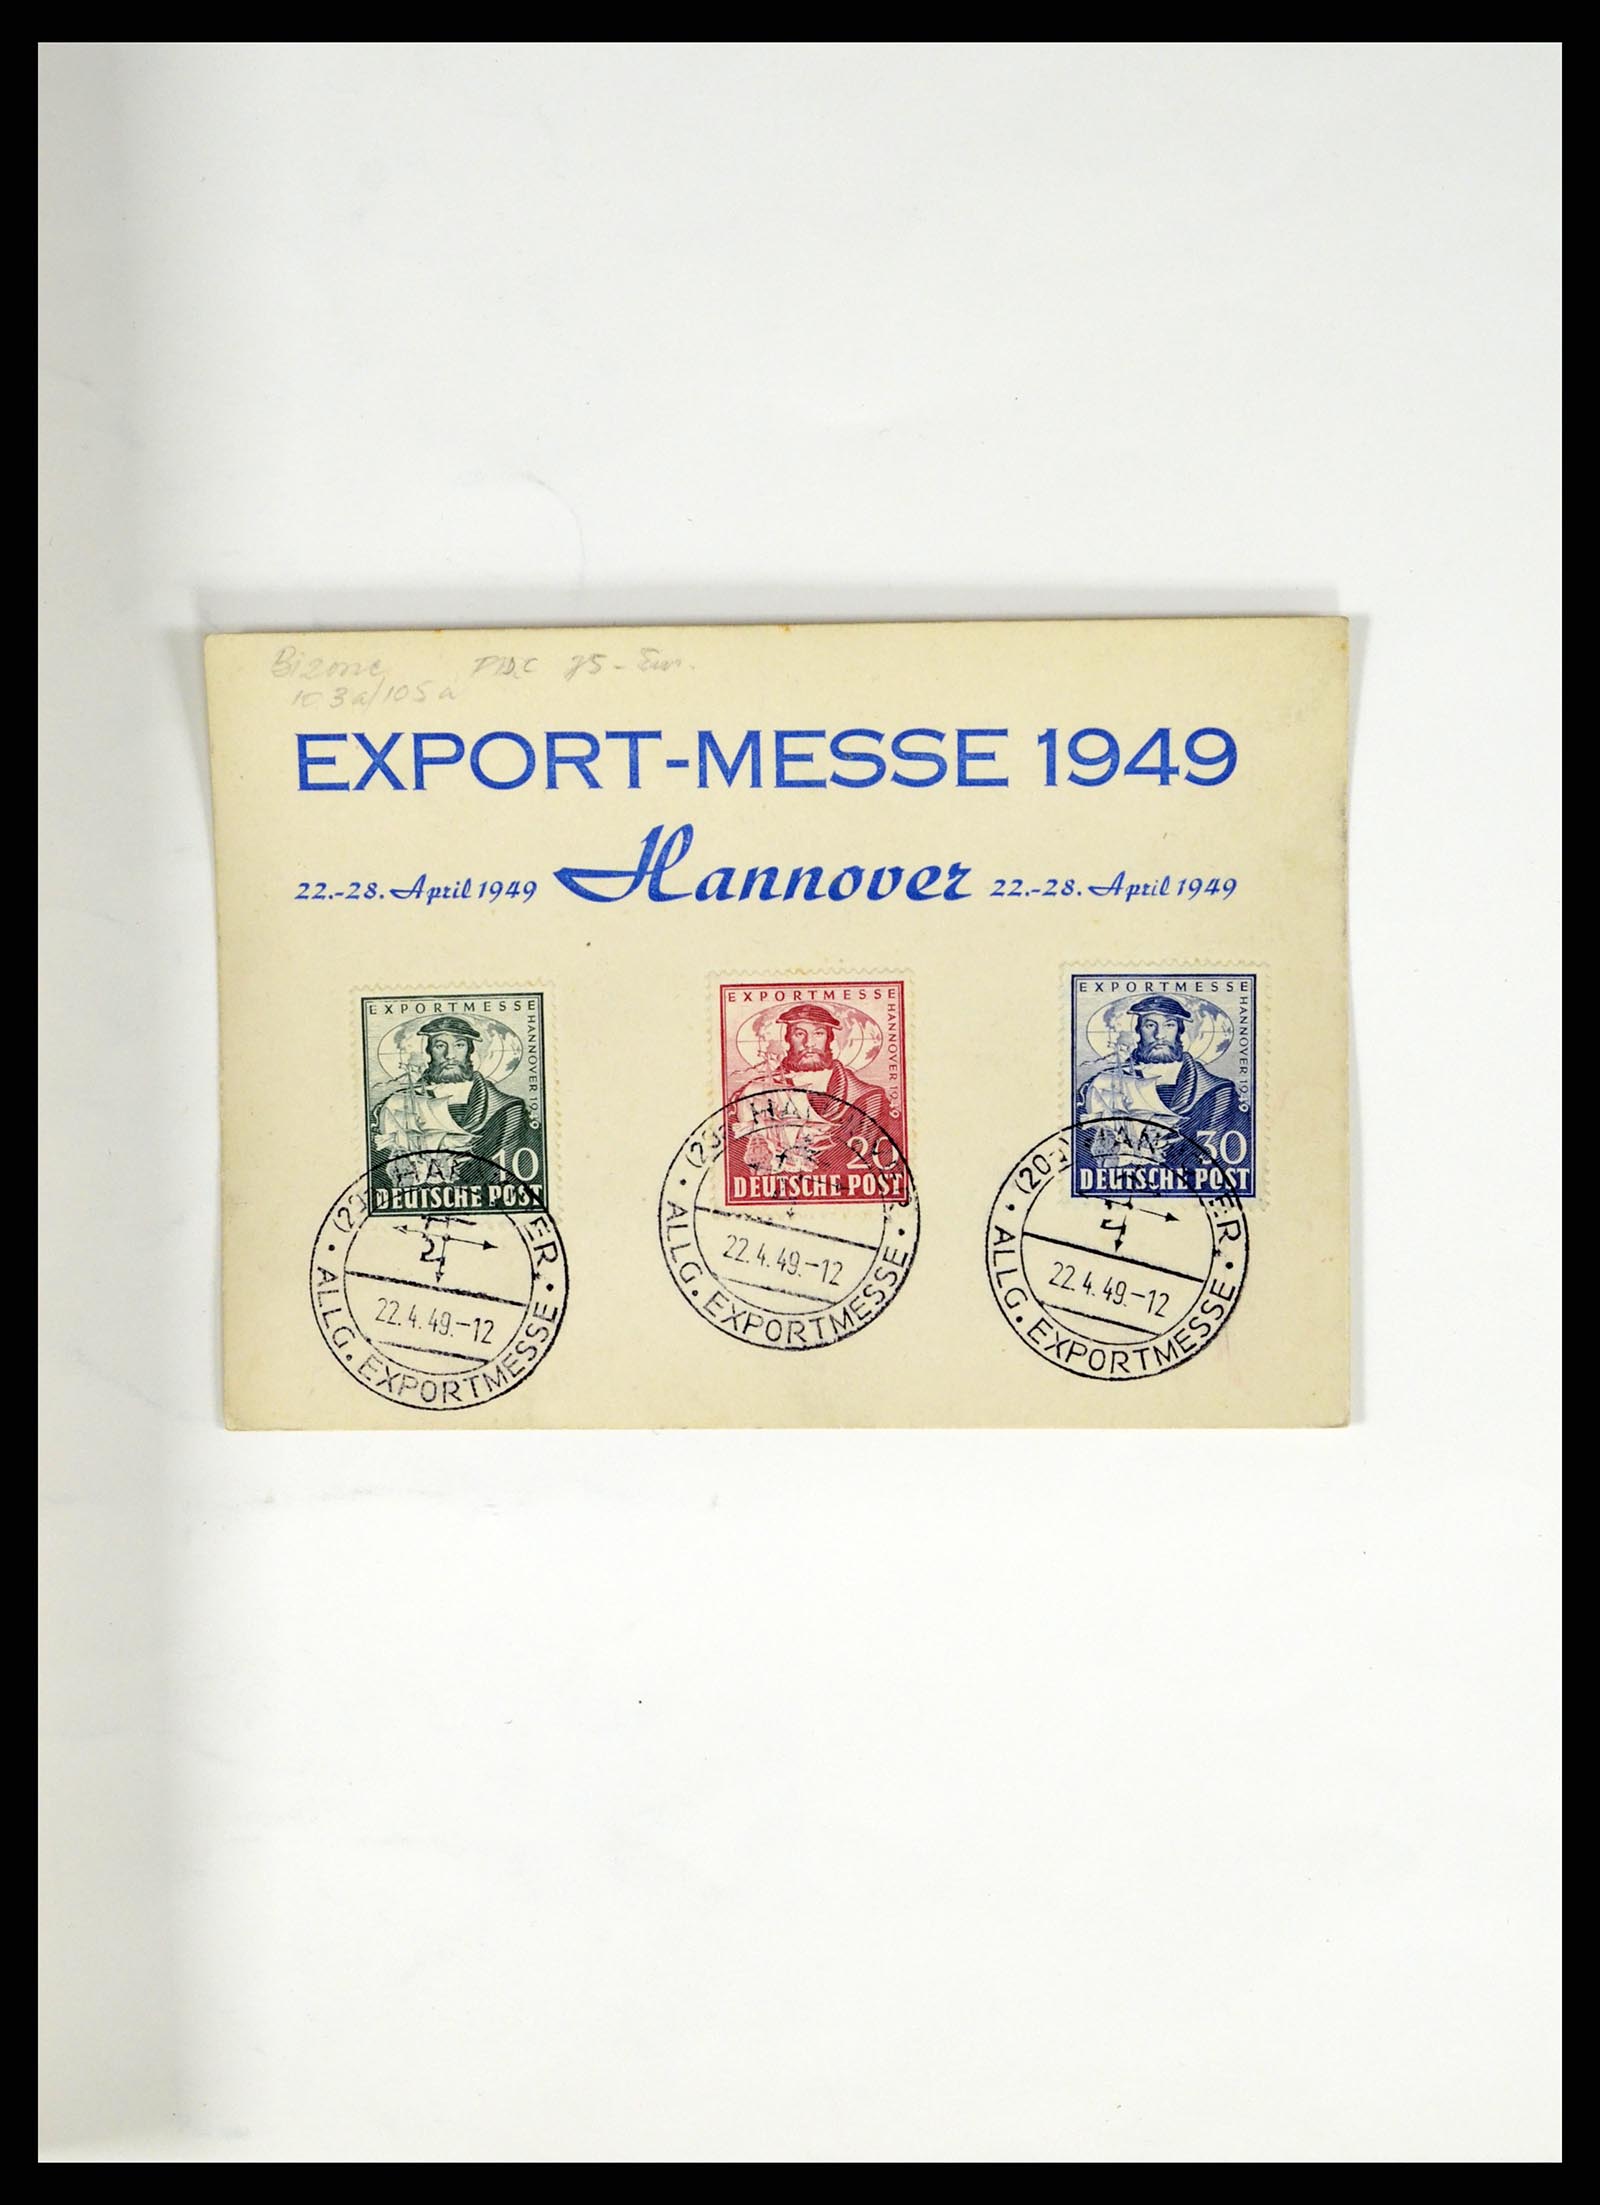 Bizone
103a/105a
75-
EXPORT-MESSE 1949
22.-28. April 1949 Hannover 22.-28. April 1949
EXPORTMESSE
HANNOVER 1949
10
DEUTSCHE POST
EXPORTMESSE
HANNOVER 1949
20
DEUTSCHE POST
EXPORTMESSE
HANNOVER 1949
30
DEUTSCHE POST
22.4.49.-12
ALLG. EXPORTMESSE
22.4.49.-12
ALLG. EXPORTMESSE
(20
22.4.49.-12
ALLG. EXPORTMESSE